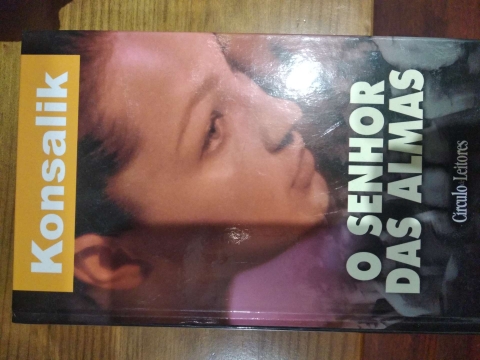 Konsalik
O SENHOR
DAS ALMAS
Círculo Leitores